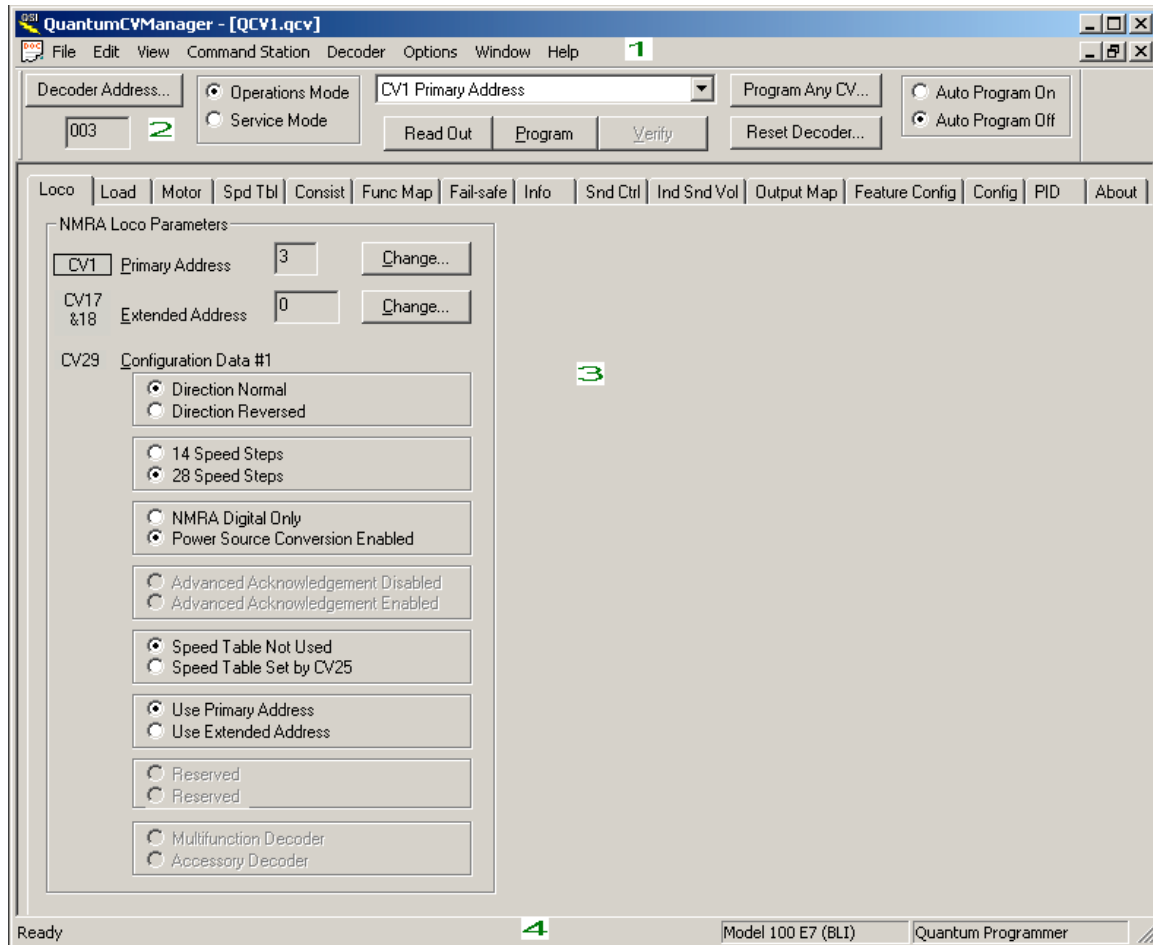 QuantumCVManager - [QCV1.qcv]
File Edit View Command Station Decoder Options Window Help 1
Decoder Address... Operations Mode CV1 Primary Address Program Any CV... Auto Program On
003 2 Service Mode Read Out Program Verify Reset Decoder... Auto Program Off
Loco Load Motor Spd Tbl Consist Func Map Fail-safe Info Snd Ctrl Ind Snd Vol Output Map Feature Config Config PID About
NMRA Loco Parameters
CV1 Primary Address 3 Change...
CV17
&18 Extended Address 0 Change...
CV29 Configuration Data #1
3
Direction Normal
Direction Reversed
14 Speed Steps
28 Speed Steps
NMRA Digital Only
Power Source Conversion Enabled
Advanced Acknowledgement Disabled
Advanced Acknowledgement Enabled
Speed Table Not Used
Speed Table Set by CV25
Use Primary Address
Use Extended Address
Reserved
Reserved
Multifunction Decoder
Accessory Decoder
Ready 4 Model 100 E7 (BLI) Quantum Programmer